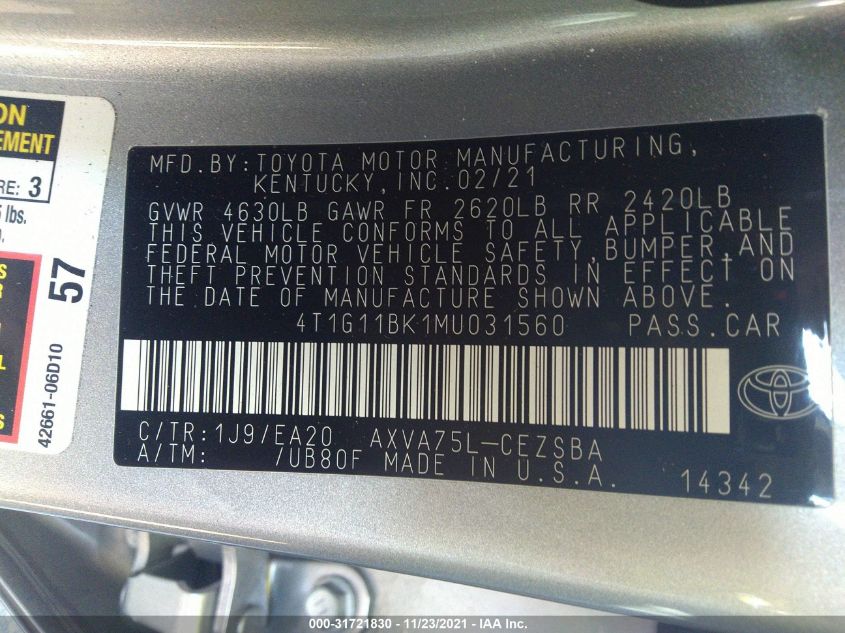 ON
EMENT
RE: 3
lbs.
57
42661-06D10
MFD.BY:TOYOTA MOTOR MANUFACTURING,
KENTUCKY,INC.02/21
GVWR 4630LB GAWR FR 2620LB RR 2420LB
THIS VEHICLE CONFORMS TO ALL APPLICABLE
FEDERAL MOTOR VEHICLE SAFETY,BUMPER,AND
THEFT PREVENTION STANDARDS IN EFFECT ON
THE DATE OF MANUFACTURE SHOWN ABOVE.
4T1G11BK1MU031560 PASS.CAR
C/TR:1J9/EA20 AXVA75L-CEZSBA
A/TM: /UB80F MADE IN U.S.A. 14342
000-31721830 - 11/23/2021 - IAA Inc.